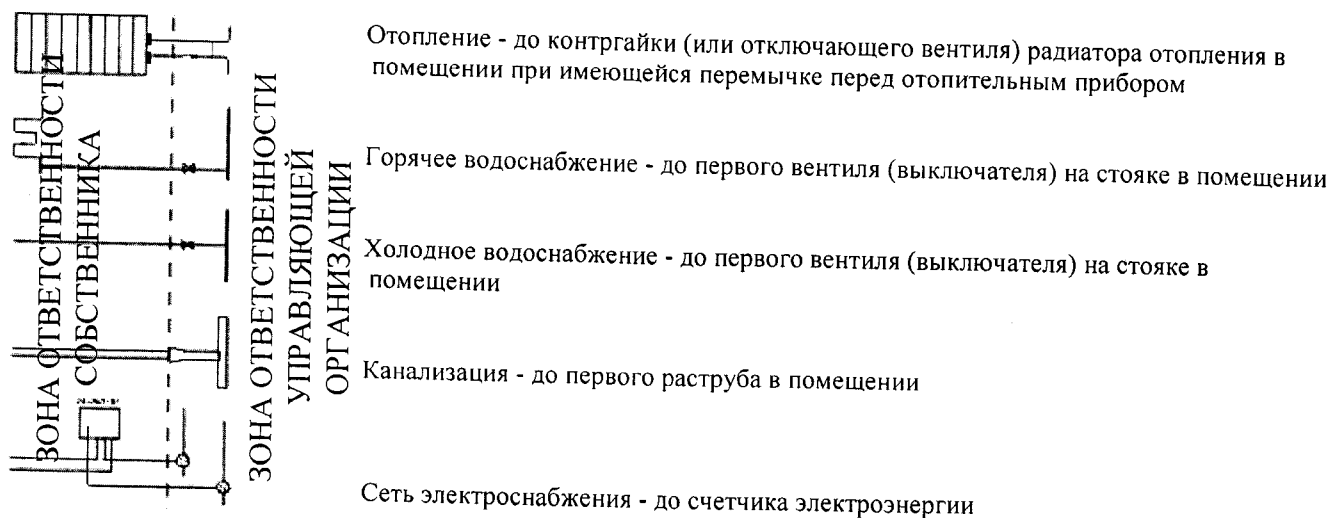 ЗОНА ОТВЕТСТВЕННОСТИ
СОБСТВЕННИКА
ЗОНА ОТВЕТСТВЕННОСТИ
УПРАВЛЯЮЩЕЙ
ОРГАНИЗАЦИИ
Отопление - до контргайки (или отключающего вентиля) радиатора отопления в
помещении при имеющейся перемычке перед отопительным прибором
Горячее водоснабжение - до первого вентиля (выключателя) на стояке в помещении
Холодное водоснабжение - до первого вентиля (выключателя) на стояке в
помещении
Канализация - до первого раструба в помещении
Сеть электроснабжения - до счетчика электроэнергии